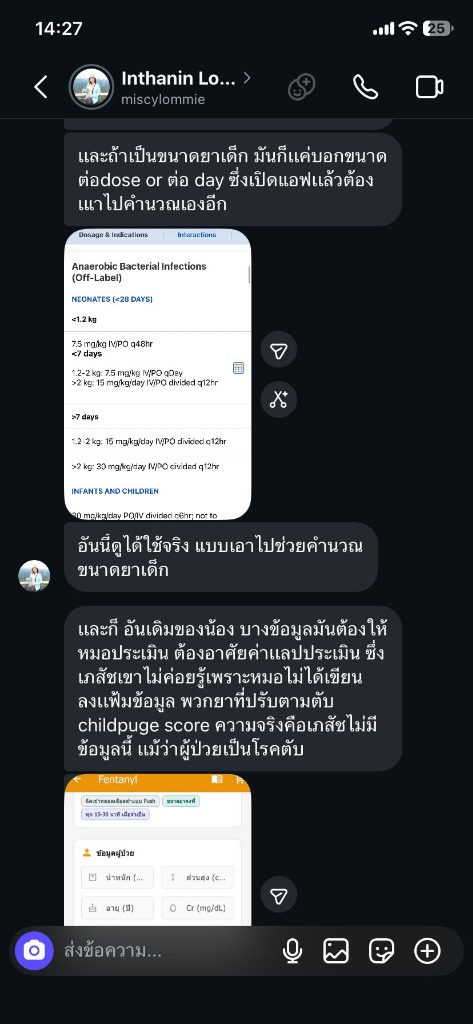 14:27
25
Inthanin Lo... >
miscylommie
และถ้าเป็นขนาดยาเด็ก มันก็แค่บอกขนาด
ต่อdose or ต่อ day ซึ่งเปิดแอฟแล้วต้อง
เแาไปคำนวณเองอีก
Dosage & Indications
Interactions
Anaerobic Bacterial Infections
(Off-Label)
NEONATES (<28 DAYS)
<1.2 kg
7.5 mg/kg IV/PO q48hr
<7 days
1.2-2 kg: 7.5 mg/kg IV/PO qDay
>2 kg: 15 mg/kg/day IV/PO divided q12hr
>7 days
1.2-2 kg: 15 mg/kg/day IV/PO divided q12hr
>2 kg: 30 mg/kg/day IV/PO divided q12hr
INFANTS AND CHILDREN
30 mg/kg/day PO/IV divided q6hr; not to
อันนี้ดูได้ใช้จริง แบบเอาไปช่วยคำนวณ
ขนาดยาเด็ก
และก็ อันเดิมของน้อง บางข้อมูลมันต้องให้
หมอประเมิน ต้องอาศัยค่าแลปประเมิน ซึ่ง
เภสัชเขาไม่ค่อยรู้เพราะหมอไม่ได้เขียน
ลงแฟ้มข้อมูล พวกยาที่ปรับตามตับ
childpuge score ความจริงคือเภสัชไม่มี
ข้อมูลนี้ แม้ว่าผู้ป่วยเป็นโรคตับ
Fentanyl
ข้อมูลผู้ป่วย
น้ำหนัก (...
ส่วนสูง (c...
อายุ (ปี)
Cr (mg/dL)
ส่งข้อความ...